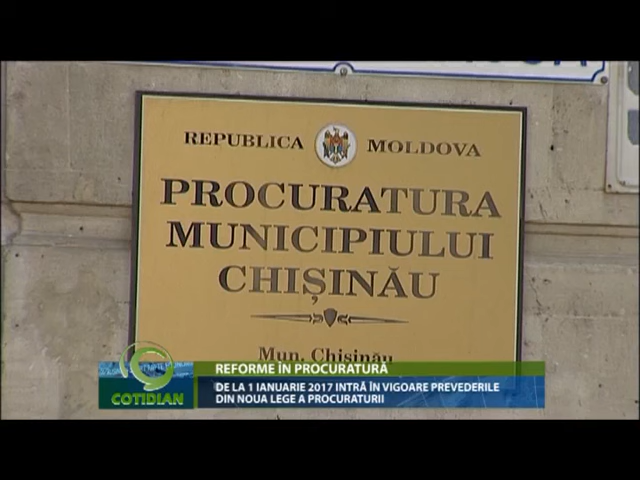 REPUBLICA MOLDOVA
PROCURATURA
MUNICIPIULUI
CHIȘINĂU
Mun. Chișinău
REFORME ÎN PROCURATURĂ
DE LA 1 IANUARIE 2017 INTRĂ ÎN VIGOARE PREVEDERILE
DIN NOUA LEGE A PROCURATURII
COTIDIAN